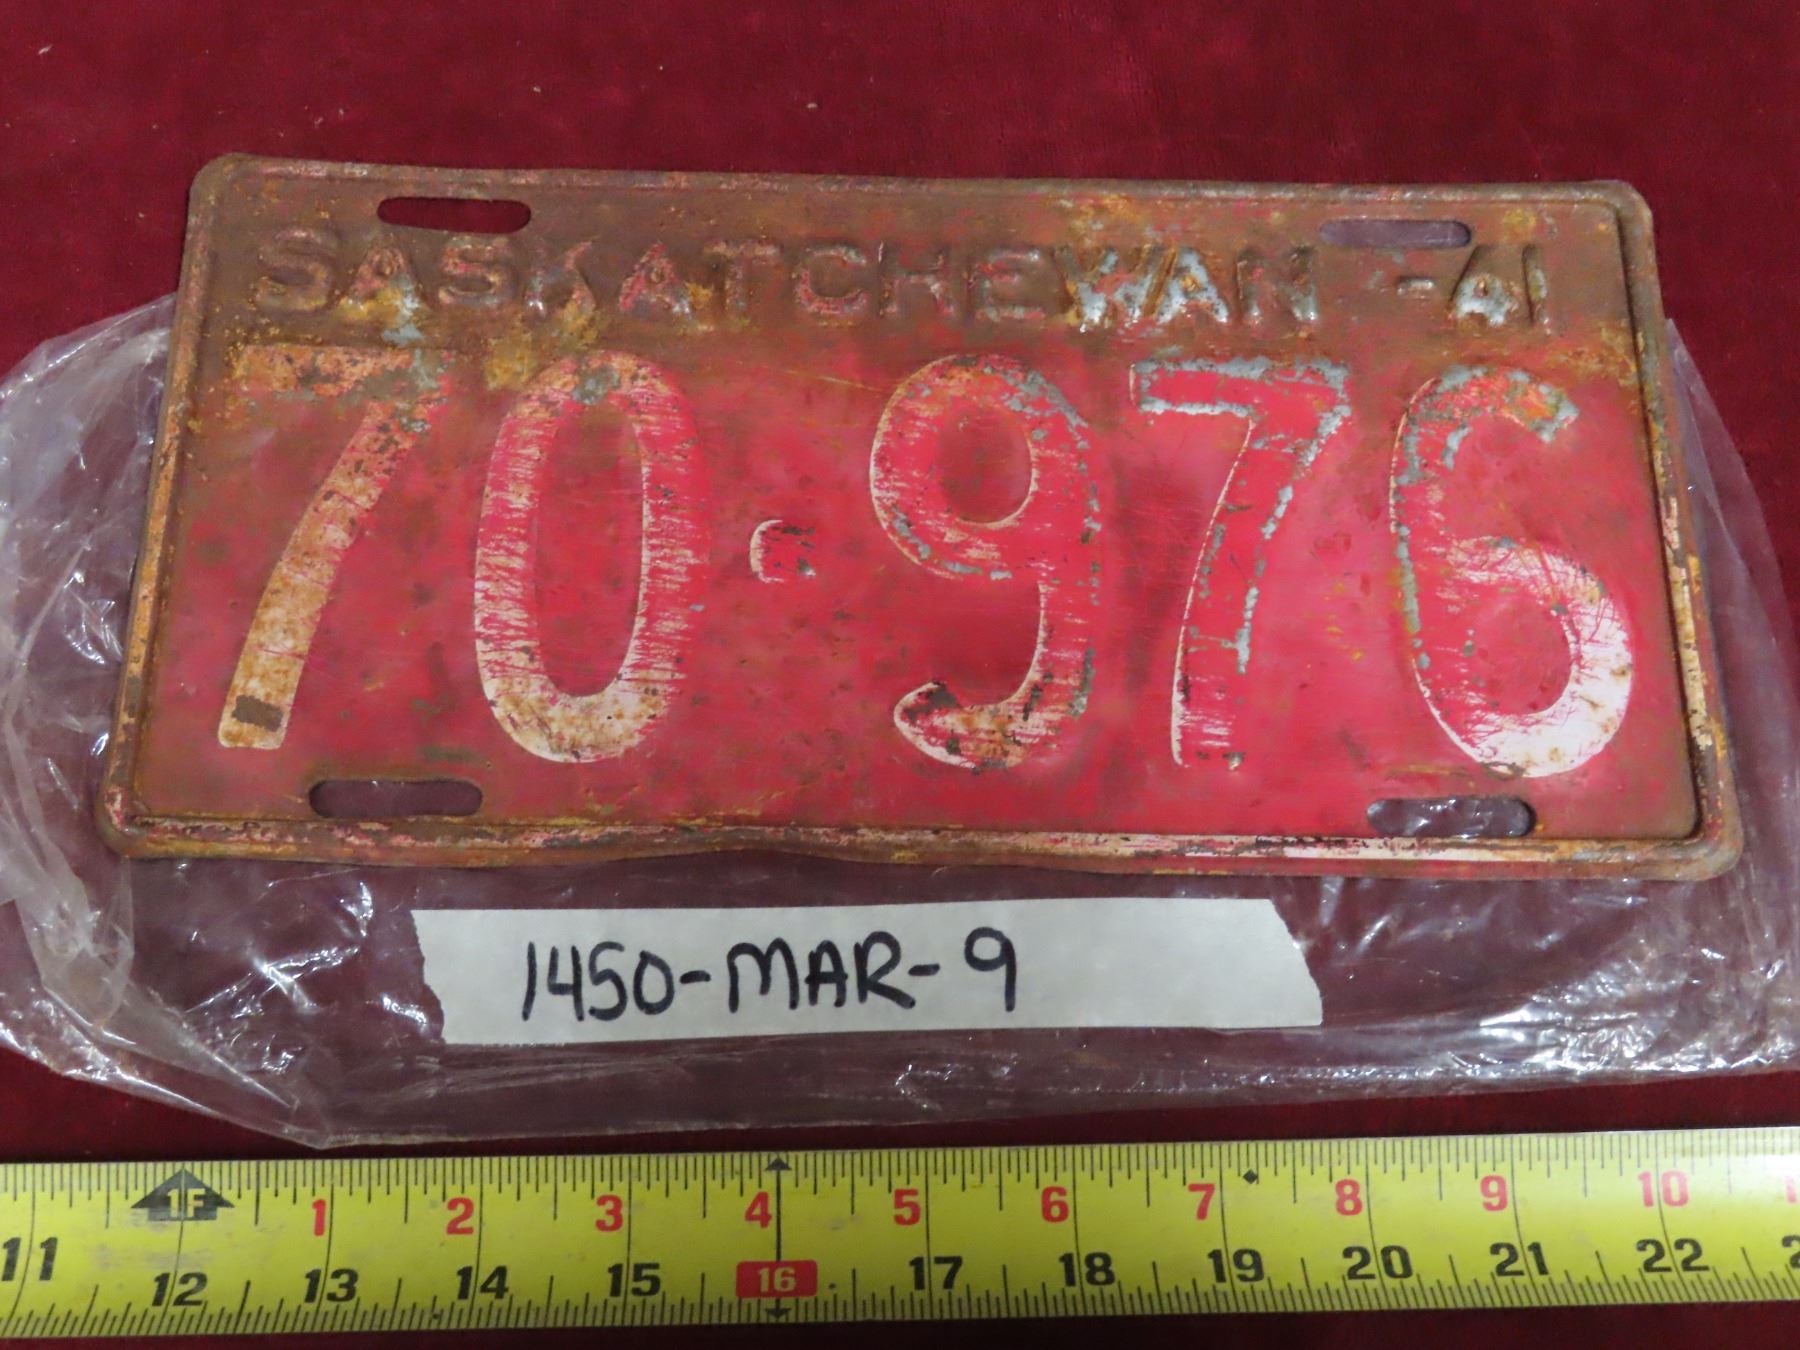 SASKATCHEWAN -41
70-976
1450-MAR-9
1F 1 2 3 4 5 6 7 8 9 10
11 12 13 14 15 16 17 18 19 20 21 22